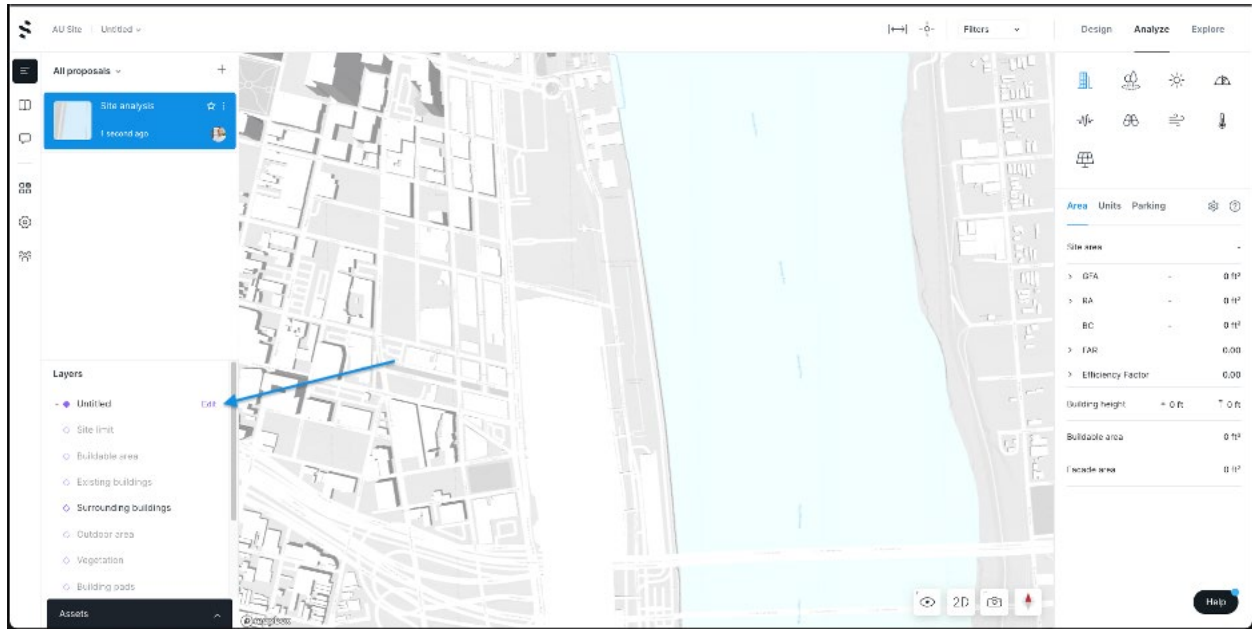 AU Site | Untitled
Filters
Design Analyze Explore
All proposals +
Site analysis
1 second ago
Layers
Untitled Edit
Site limit
Buildable area
Existing buildings
Surrounding buildings
Outdoor area
Vegetation
Building pads
Assets
mapbox
2D
Area Units Parking
Site area -
GFA - 0 ft²
RA - 0 ft²
BC - 0 ft²
FAR 0.00
Efficiency Factor 0.00
Building height 0 ft 0 ft
Buildable area 0 ft²
Facade area 0 ft²
Help